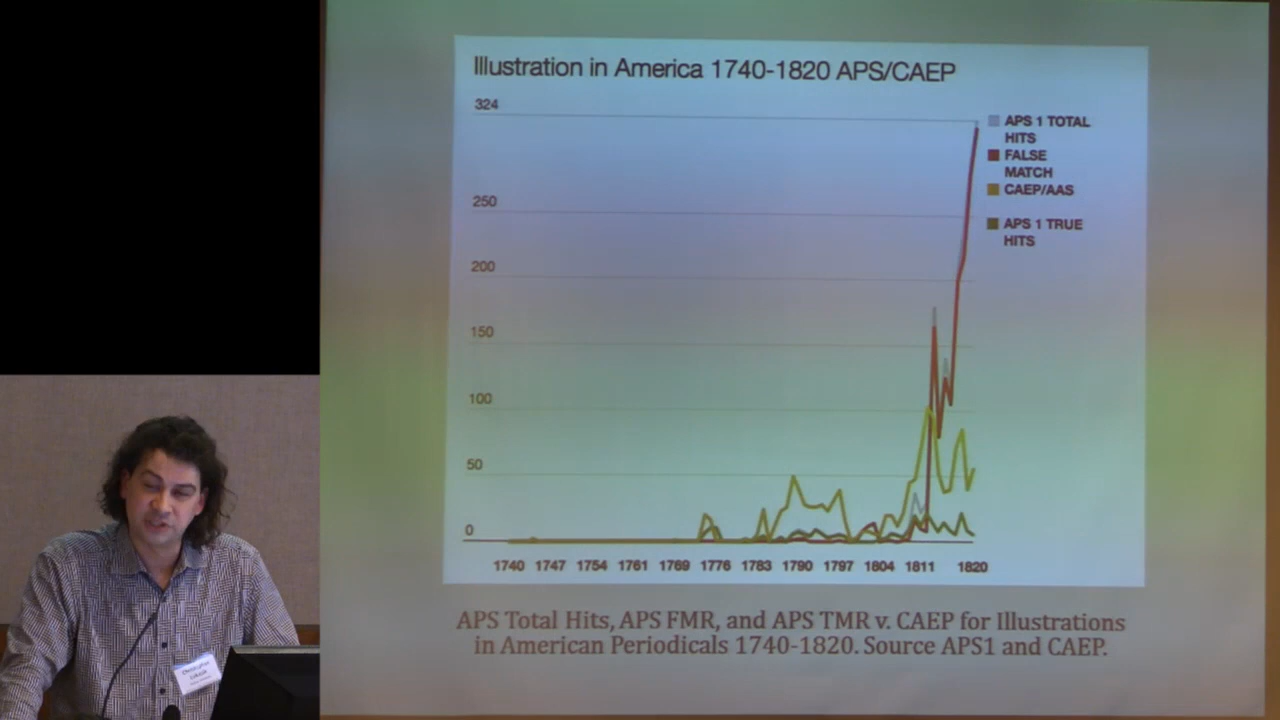 Illustration in America 1740-1820 APS/CAEP
324
250
200
150
100
50
0
1740 1747 1754 1761 1769 1776 1783 1790 1797 1804 1811 1820
APS 1 TOTAL
HITS
FALSE
MATCH
CAEP/AAS
APS 1 TRUE
HITS
APS Total Hits, APS FMR, and APS TMR v. CAEP for Illustrations
in American Periodicals 1740-1820. Source APS1 and CAEP.
Christopher